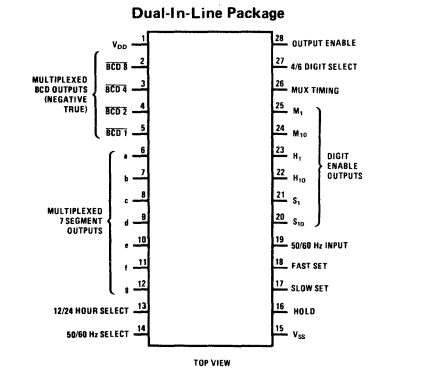 Dual-In-Line Package
VDD 1
BCD 8 2
BCD 4 3
BCD 2 4
BCD 1 5
MULTIPLEXED
BCD OUTPUTS
(NEGATIVE
TRUE)
a 6
b 7
c 8
d 9
e 10
f 11
g 12
MULTIPLEXED
7 SEGMENT
OUTPUTS
12/24 HOUR SELECT 13
50/60 Hz SELECT 14
28 OUTPUT ENABLE
27 4/6 DIGIT SELECT
26 MUX TIMING
25 M1
24 M10
23 H1
22 H10
21 S1
20 S10
DIGIT
ENABLE
OUTPUTS
19 50/60 Hz INPUT
18 FAST SET
17 SLOW SET
16 HOLD
15 VSS
TOP VIEW